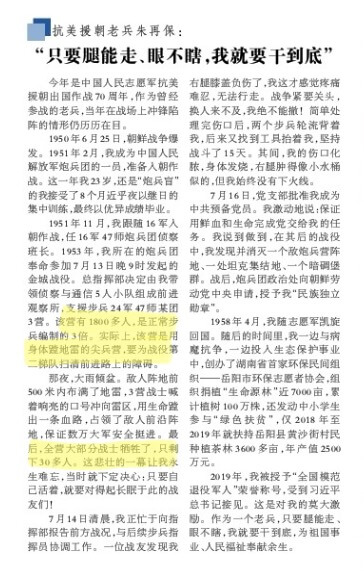 抗美援朝老兵朱再保：
“只要腿能走、眼不瞎，我就要干到底”
今年是中国人民志愿军抗美
援朝出国作战70周年，作为曾经
参战的老兵，当年在战场上冲锋陷
阵的情形仍历历在目。
1950年6月25日，朝鲜战争爆
发。1951年2月，我成为中国人民
解放军炮兵团的一员，准备入朝作
战。这一年我23岁，还是“炮兵盲”
的我接受了8个月近乎夜以继日的
集中训练，最终以优异成绩毕业。
1951年11月，我跟随16军入
朝作战，任16军47师炮兵团侦察
班长。1953年，我所在的炮兵团
奉命参加7月13日晚9时发起的
金城战役。总指挥部决定由我带
领侦察与通信5人小队组成前进
观察所，支援步兵24军47师某团
3营。该营有1800多人，是正常步
兵编制的3倍。实际上，该营是用
身体蹚地雷的尖兵营，要为战役第
二梯队扫清前进路上的障碍。
那夜，大雨倾盆。敌人阵地前
500米内布满了地雷，3营战士喊
着响亮的口号冲向雷区，用生命蹚
出一条血路，占领了敌人前沿阵
地，保证数万大军安全挺进。最
后，全营大部分战士牺牲了，只剩
下30多人。这悲壮的一幕让我永
生难忘，当时就下定决心：只要自
己活着，就要对得起长眠于此的战
友们！
7月14日清晨，我正忙于向指
挥部报告前方战况，与后续步兵指
挥员协调工作。一位战友发现我
右腿膝盖负伤了，我这才感觉疼痛
难忍，无法行走。战争紧要关头，
换人来不及，我绝不能撤！简单处
理完伤口后，两个步兵轮流背着
我，后来又找到工具抬着我，坚持
战斗了15天。其间，我的伤口化
脓，身体发烧，右腿肿得像小水桶
似的，但我始终没有下火线。
7月16日，党支部批准我成为
中共预备党员。我激动地说：保证
用鲜血和生命完成党交给我的任
务。我说到做到，在其后的战役
中，我发现并消灭一个敌炮兵营阵
地、一处坦克集结地、一个暗碉堡
群。战后，炮兵团政治处向朝鲜劳
动党中央申请，授予我“民族独立
勋章”。
1958年4月，我随志愿军凯旋
回国。随后的时间里，我一边与病
魔抗争，一边投入生态保护事业
中，创办了湖南省首家环保民间组
织——岳阳市环保志愿者协会，组
织捐植“生命源林”近7000亩，累
计植树100万株，还发动中小学生
参与“绿色扶贫”，仅2018年至
2019年就扶持岳阳县黄沙街村民
种植茶林3600多亩，年产值2500
万元。
2019年，我被授予“全国模范
退役军人”荣誉称号，受到习近平
总书记接见。这是对我的莫大激
励。作为一个老兵，只要腿能走、
眼不瞎，我就要干到底，为祖国事
业、人民福祉奉献余生。